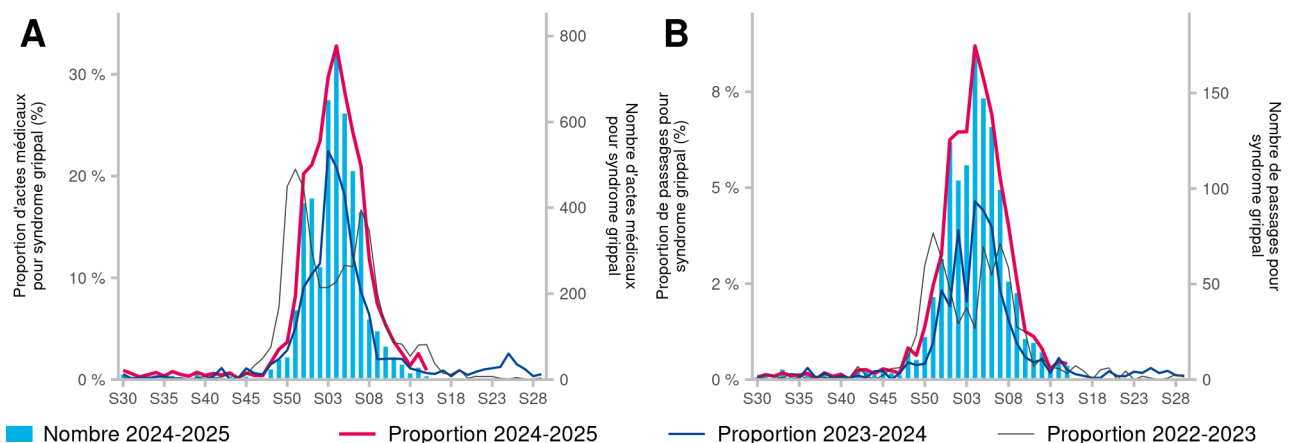 A
Proportion d'actes médicaux
pour syndrome grippal (%)
30 %
20 %
10 %
0 %
800
600
400
200
0
Nombre d'actes médicaux
pour syndrome grippal
S30 S35 S40 S45 S50 S03 S08 S13 S18 S23 S28
B
Proportion de passages pour
syndrome grippal (%)
8 %
5 %
2 %
0 %
150
100
50
0
Nombre de passages pour
syndrome grippal
S30 S35 S40 S45 S50 S03 S08 S13 S18 S23 S28
Nombre 2024-2025 Proportion 2024-2025 Proportion 2023-2024 Proportion 2022-2023